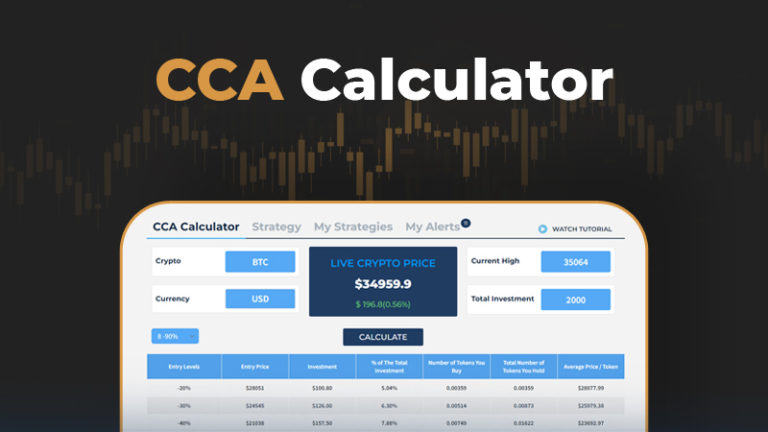 CCA Calculator
CCA Calculator Strategy My Strategies My Alerts WATCH TUTORIAL
Crypto BTC
LIVE CRYPTO PRICE
Current High 35064
$34959.9
Currency USD
$ 196.8(0.56%)
Total Investment 2000
8 -90%
CALCULATE
Entry Levels Entry Price Investment % of The Total Investment Number of Tokens You Buy Total Number of Tokens You Hold Average Price / Token
-20% $28051 $100.80 5.04% 0.00359 0.00359 $28077.99
-30% $24545 $126.00 6.30% 0.00514 0.00873 $25979.38
-40% $21038 $157.50 7.88% 0.00749 0.01622 $23692.97